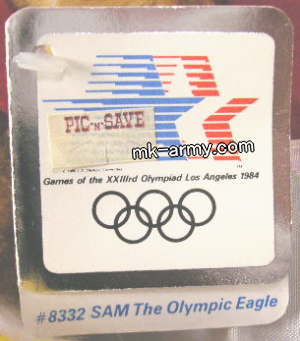 PIC-N-SAVE
mk-army.com
Games of the XXIIIrd Olympiad Los Angeles 1984
#8332 SAM The Olympic Eagle